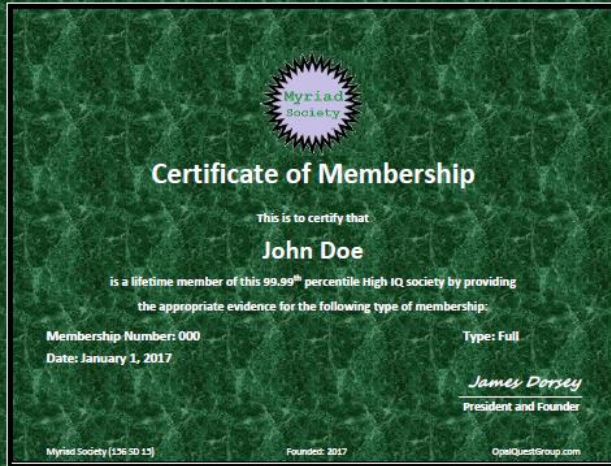 Myriad
Society
Certificate of Membership
This is to certify that
John Doe
is a lifetime member of this 99.99th percentile High IQ society by providing
the appropriate evidence for the following type of membership:
Membership Number: 000
Type: Full
Date: January 1, 2017
James Dorsey
President and Founder
Myriad Society (156 SD 15)
Founded: 2017
OpalQuestGroup.com